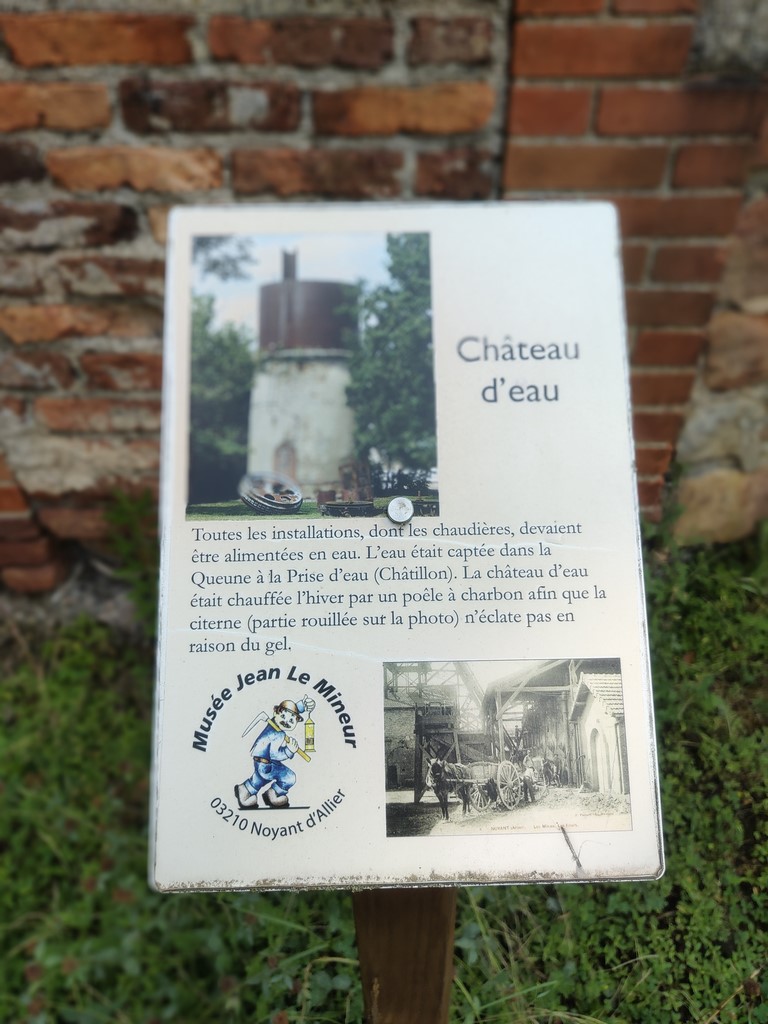 Château
d'eau
Toutes les installations, dont les chaudières, devaient
être alimentées en eau. L'eau était captée dans la
Queune à la Prise d'eau (Châtillon). La château d'eau
était chauffée l'hiver par un poêle à charbon afin que la
citerne (partie rouillée sur la photo) n'éclate pas en
raison du gel.
Musée Jean Le Mineur
03210 Noyant d'Allier